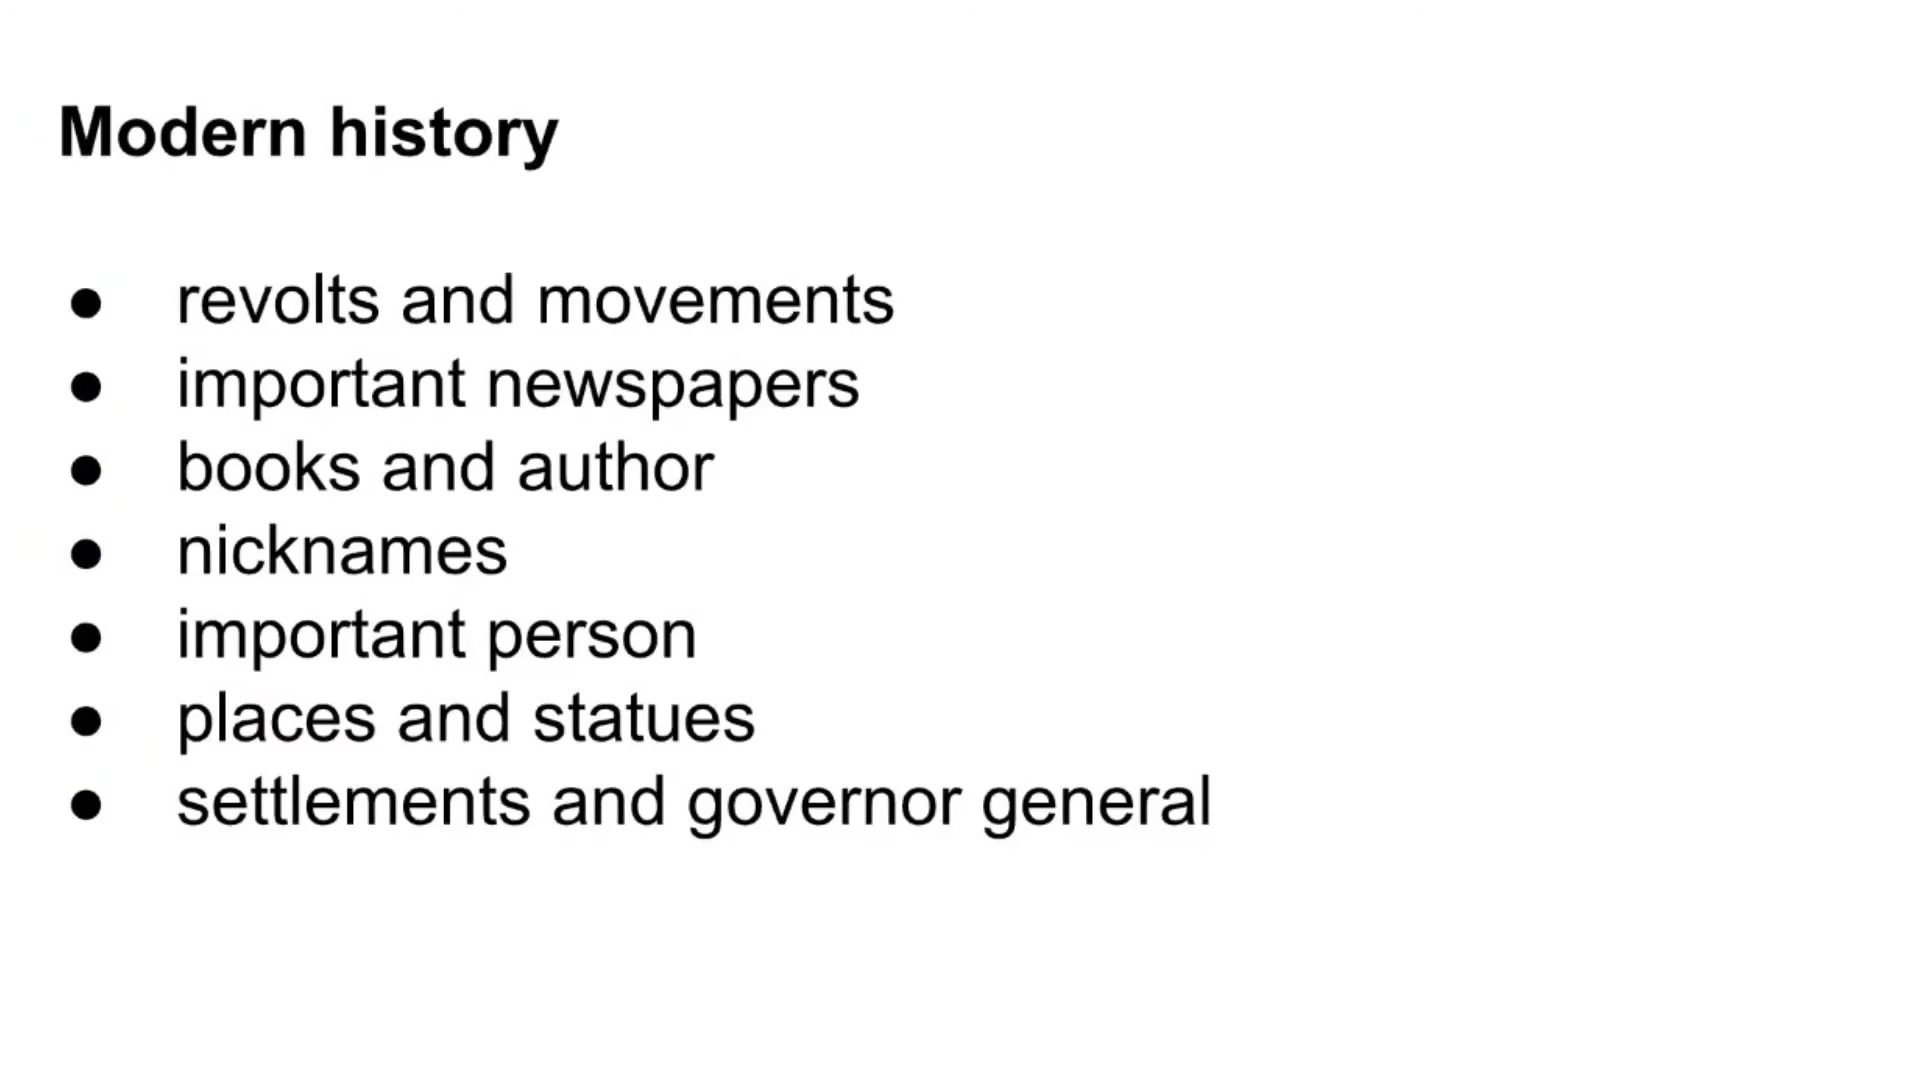 Modern history
● revolts and movements
● important newspapers
● books and author
● nicknames
● important person
● places and statues
● settlements and governor general